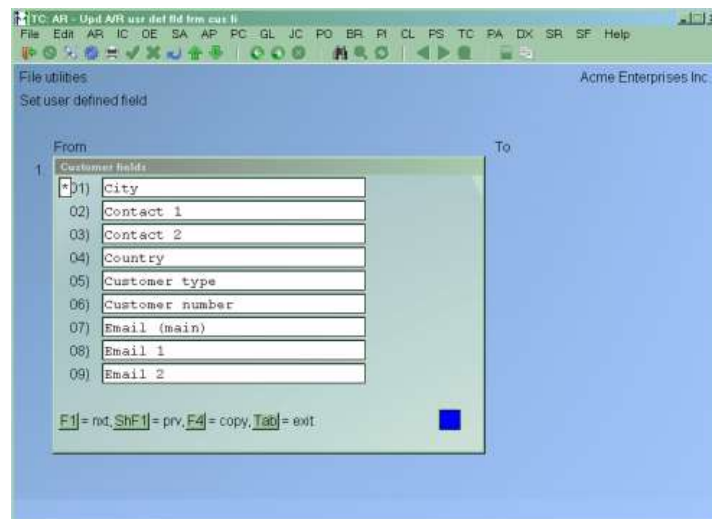 TC: AR - Upd A/R usr def fld frm cus li
File Edit AR IC OE SA AP PC GL JC PO BR PI CL PS TC PA DX SR SF Help
File utilities Acme Enterprises Inc
Set user defined field
From To
1 Customer fields
*01) City
02) Contact 1
03) Contact 2
04) Country
05) Customer type
06) Customer number
07) Email (main)
08) Email 1
09) Email 2
F1 = nxt, ShF1 = prv, F4 = copy, Tab = exit